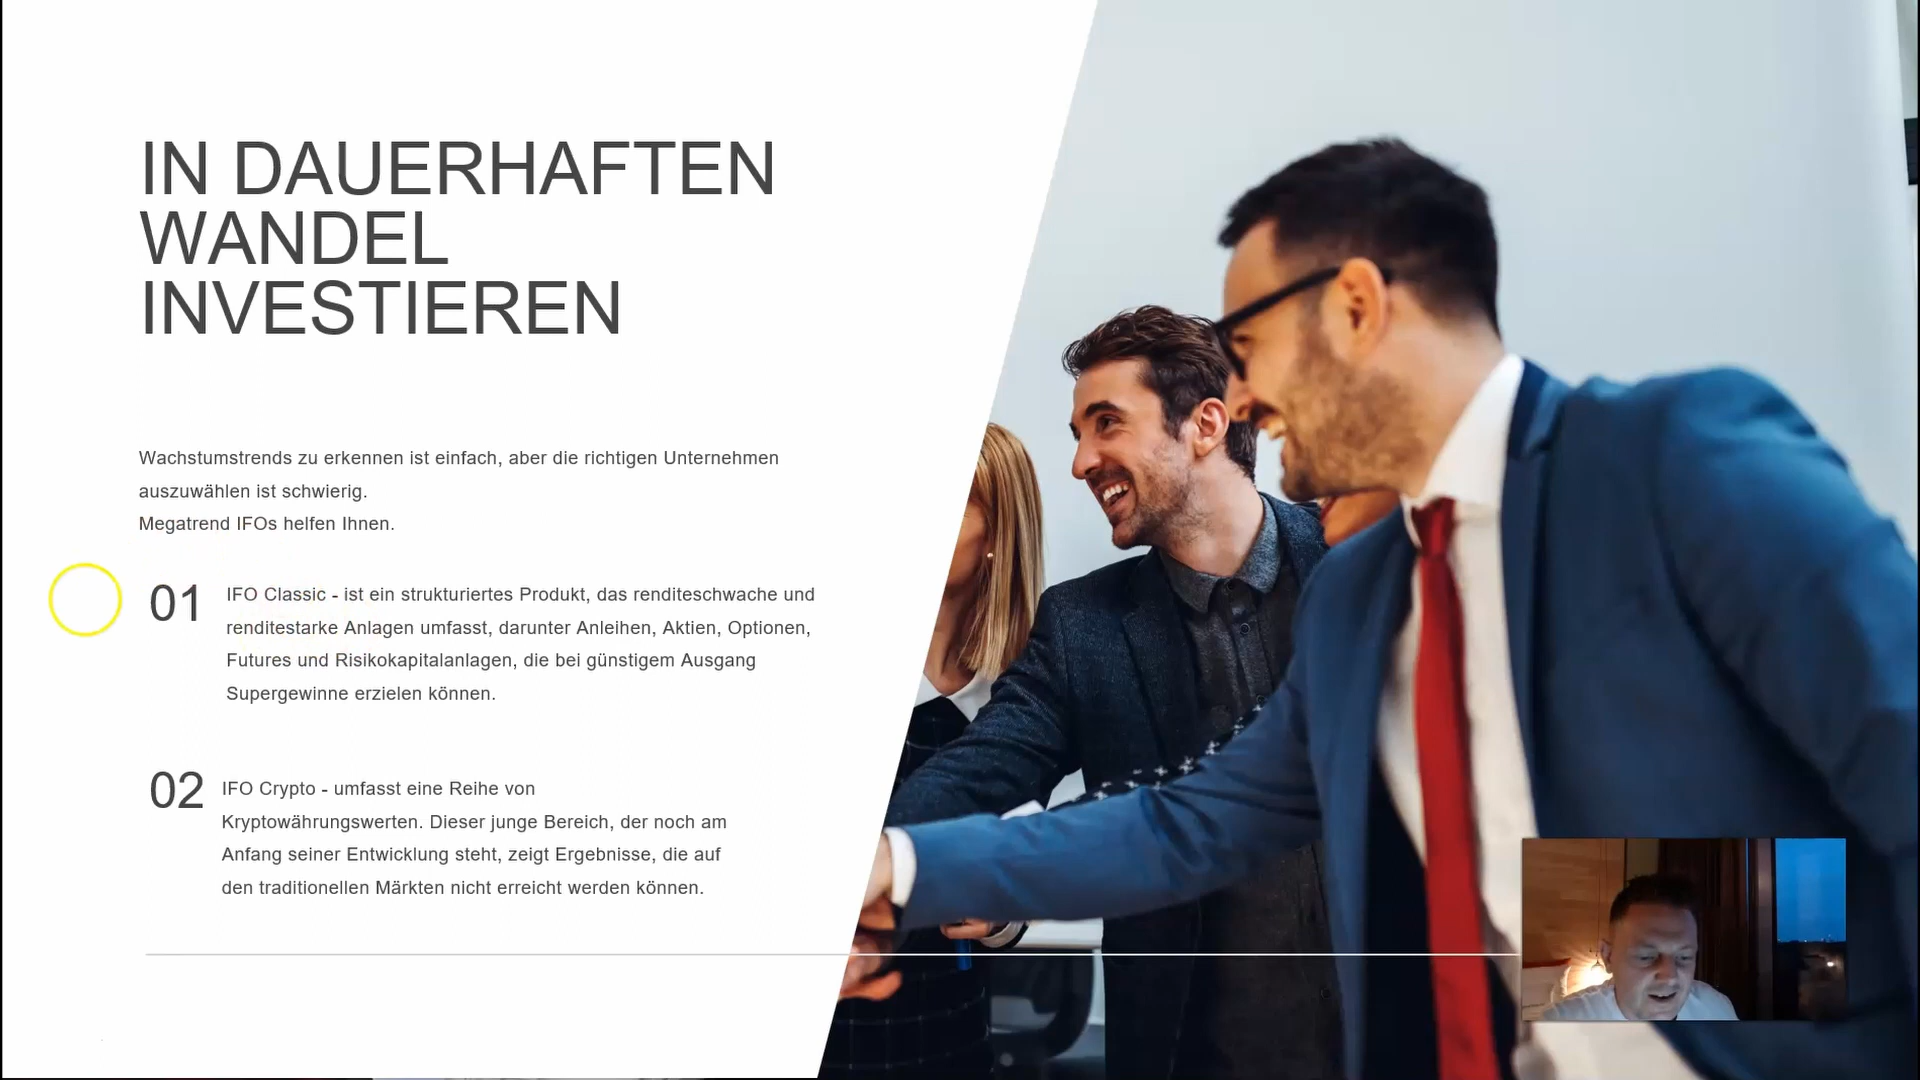 IN DAUERHAFTEN
WANDEL
INVESTIEREN
Wachstumstrends zu erkennen ist einfach, aber die richtigen Unternehmen
auszuwählen ist schwierig.
Megatrend IFOs helfen Ihnen.
01
IFO Classic - ist ein strukturiertes Produkt, das renditeschwache und
renditestarke Anlagen umfasst, darunter Anleihen, Aktien, Optionen,
Futures und Risikokapitalanlagen, die bei günstigem Ausgang
Supergewinne erzielen können.
02
IFO Crypto - umfasst eine Reihe von
Kryptowährungswerten. Dieser junge Bereich, der noch am
Anfang seiner Entwicklung steht, zeigt Ergebnisse, die auf
den traditionellen Märkten nicht erreicht werden können.